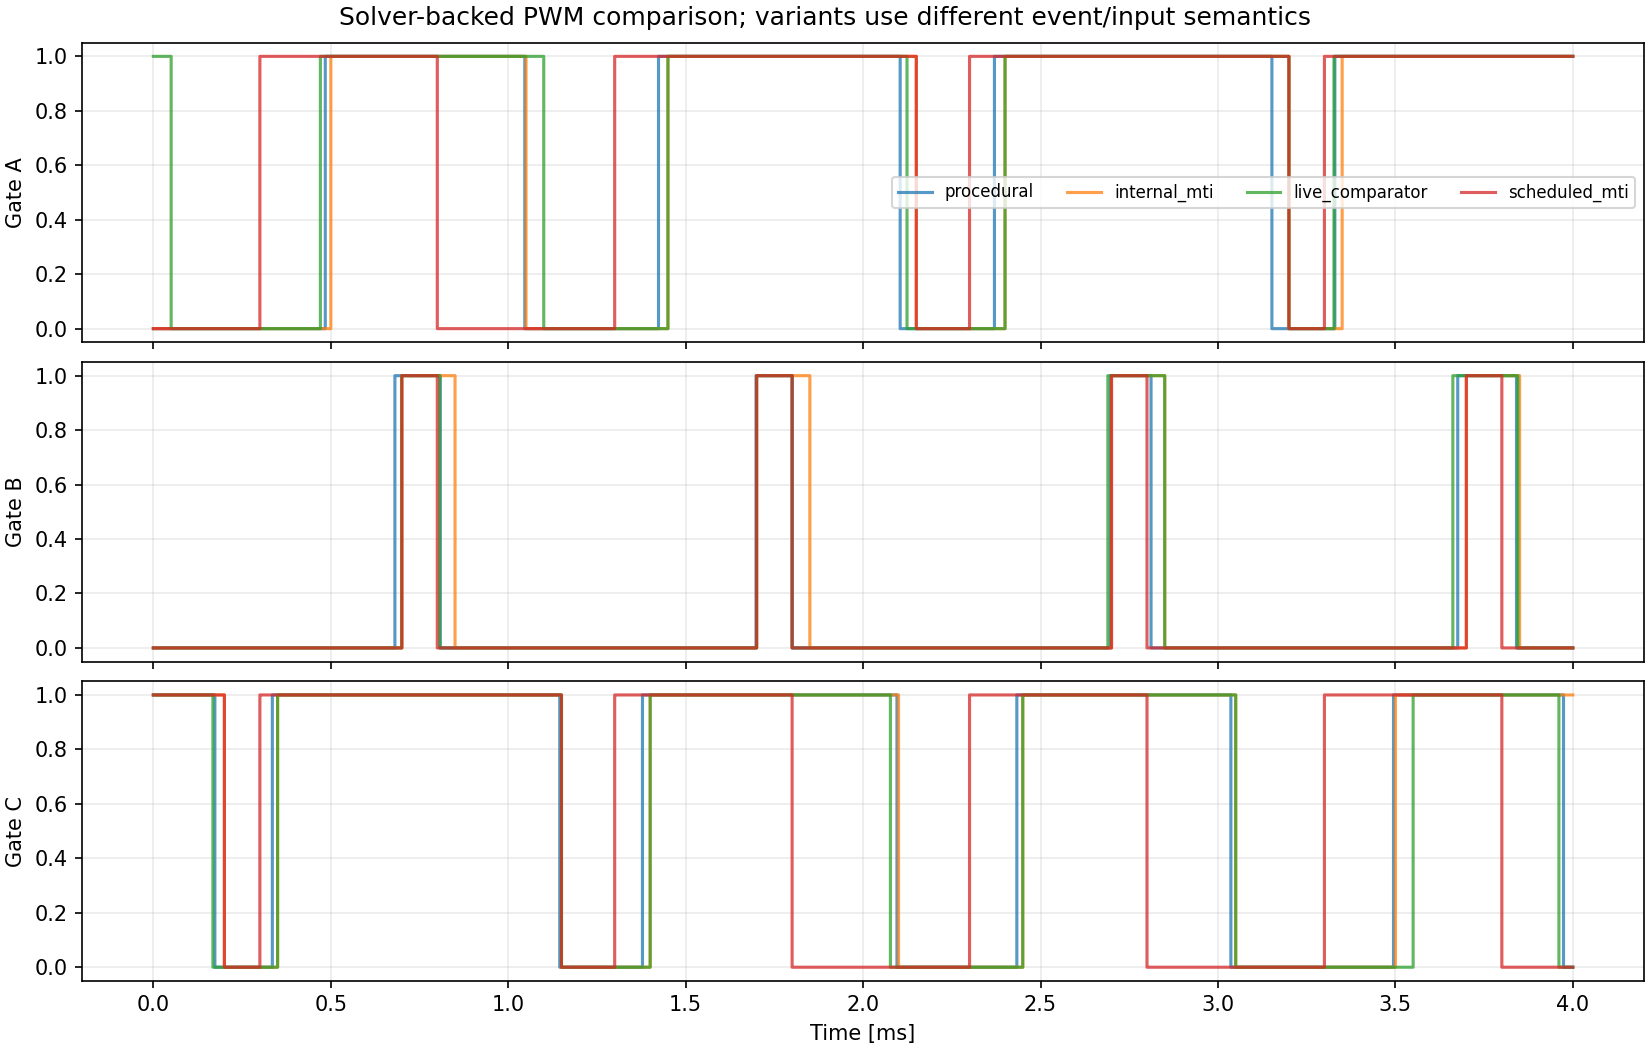 Solver-backed PWM comparison; variants use different event/input semantics
1.0
0.8
0.6
0.4
0.2
0.0
Gate A
procedural internal_mti live_comparator scheduled_mti
1.0
0.8
0.6
0.4
0.2
0.0
Gate B
1.0
0.8
0.6
0.4
0.2
0.0
Gate C
0.0 0.5 1.0 1.5 2.0 2.5 3.0 3.5 4.0
Time [ms]